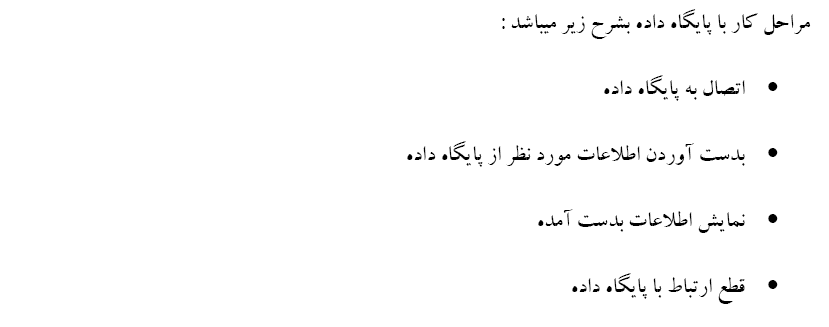 مراحل کار با پایگاه داده بشرح زیر میباشد :
• اتصال به پایگاه داده
• بدست آوردن اطلاعات مورد نظر از پایگاه داده
• نمایش اطلاعات بدست آمده
• قطع ارتباط با پایگاه داده